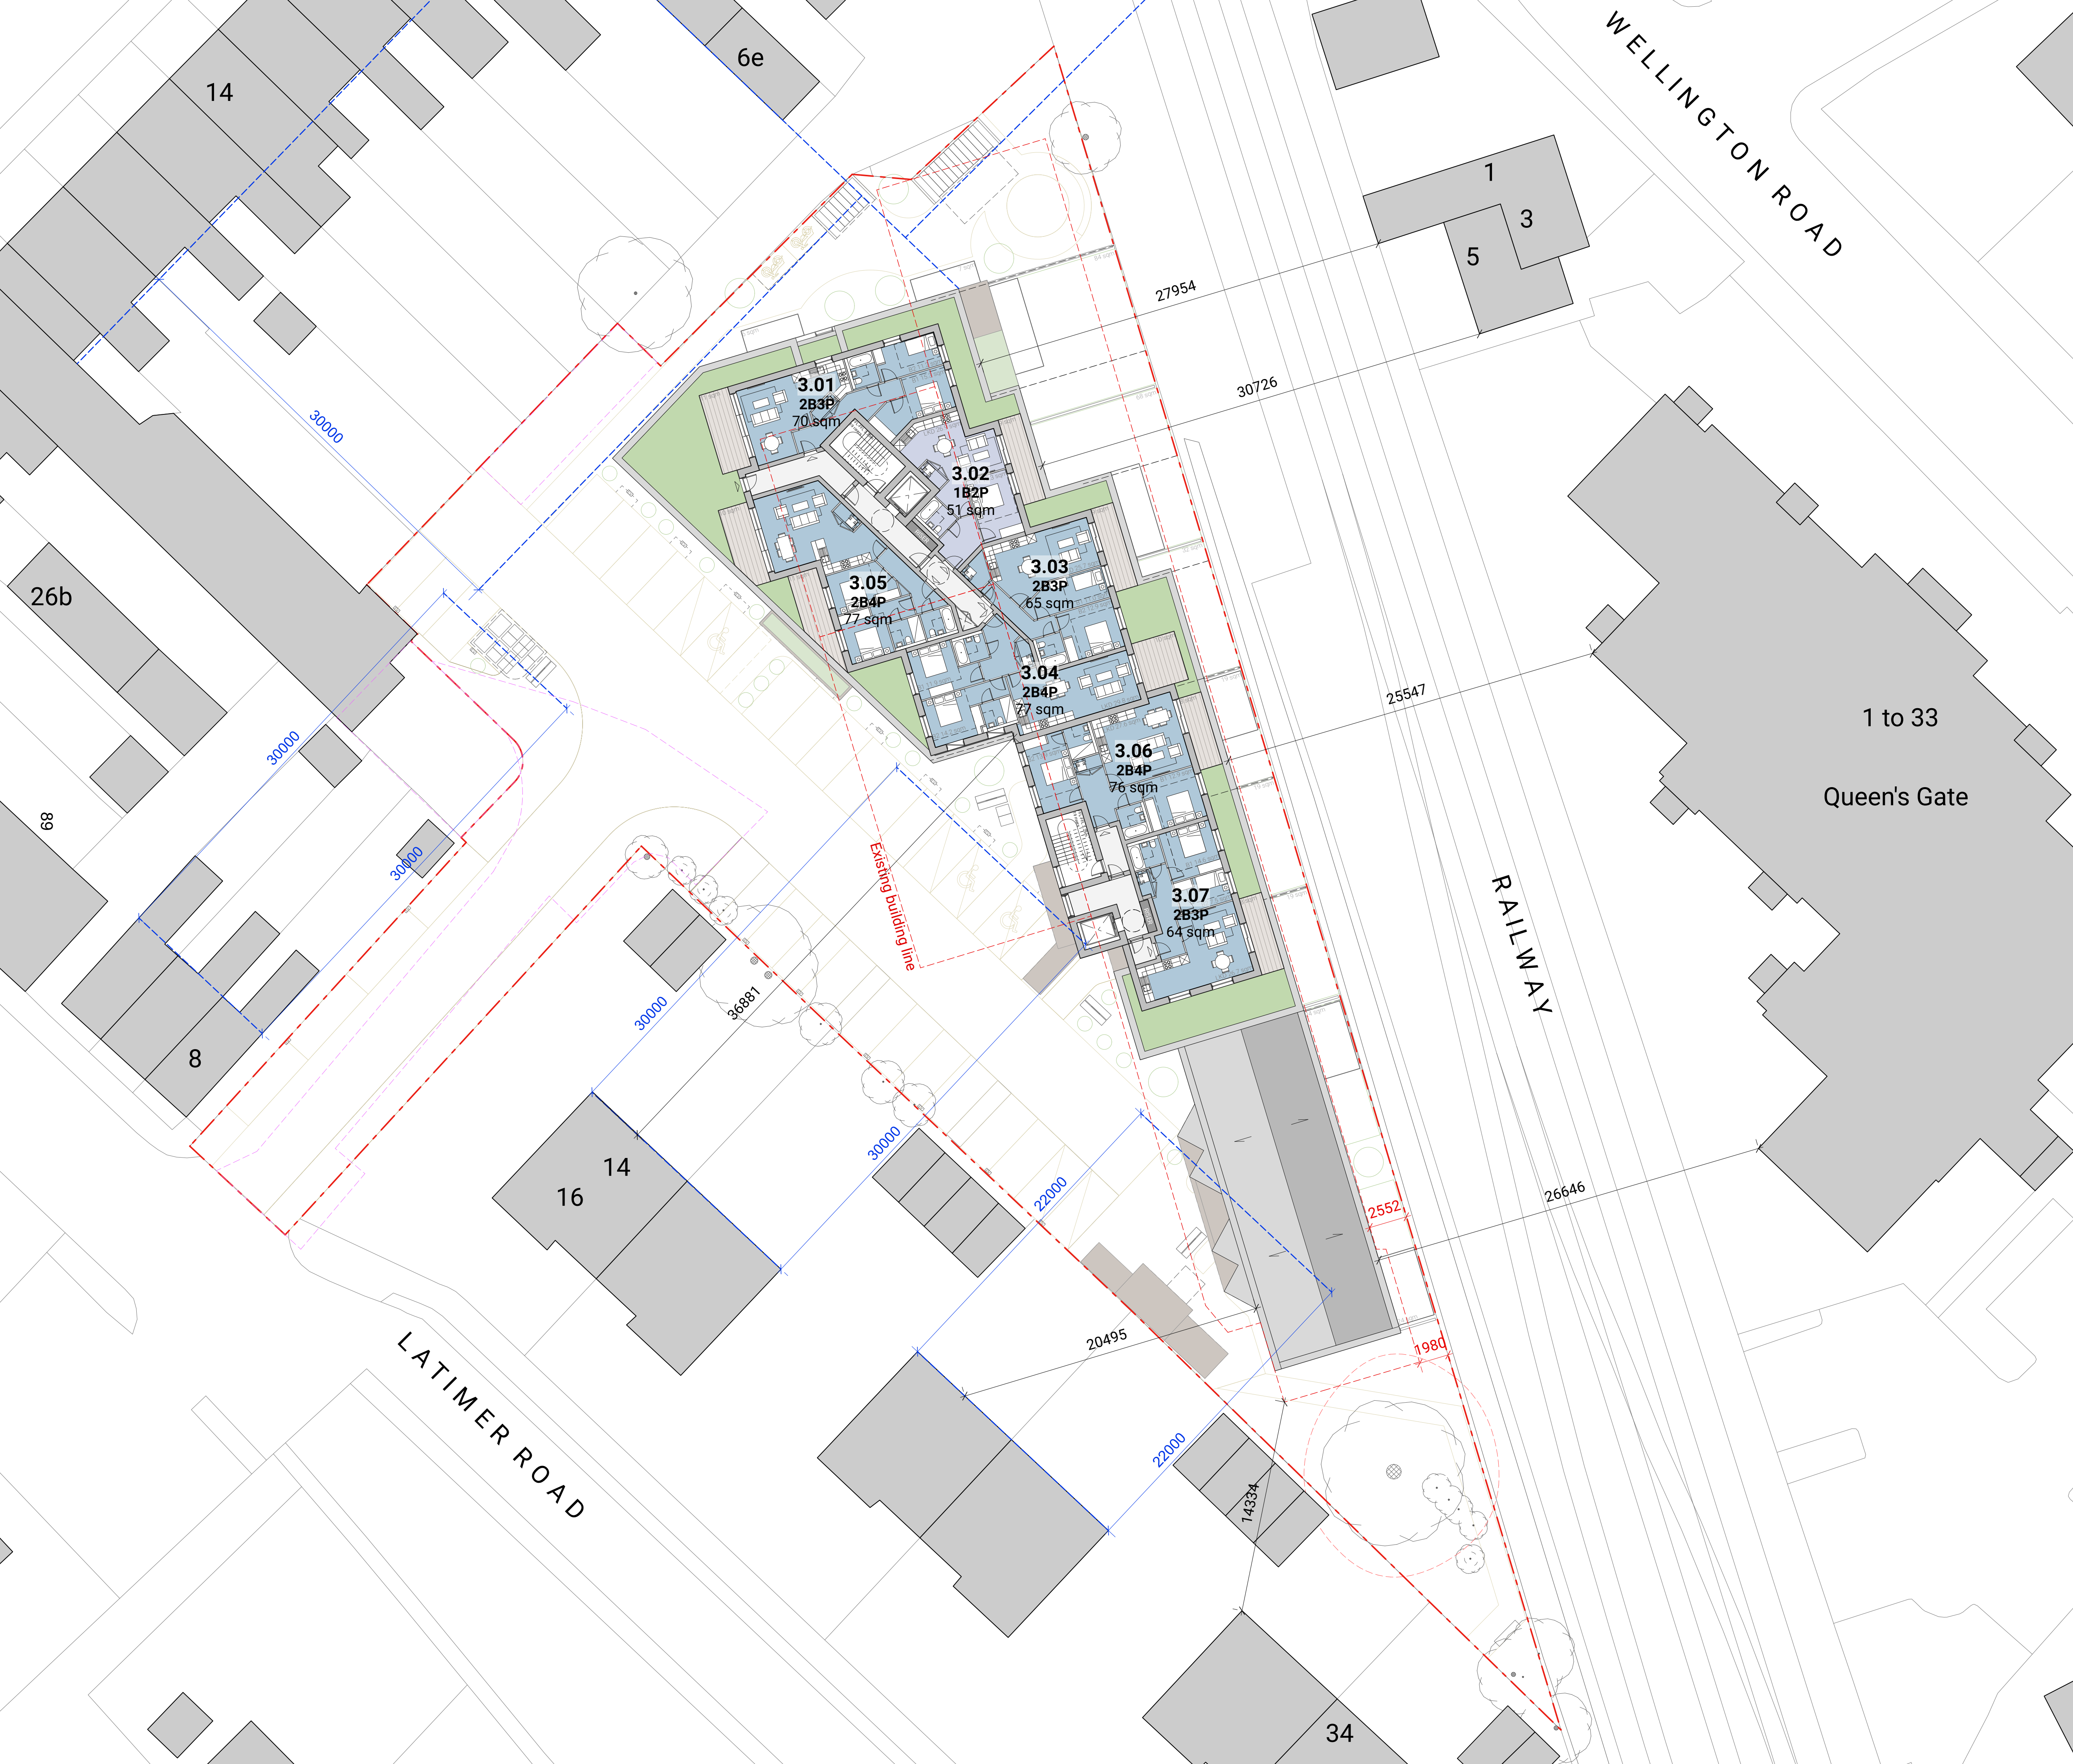 14
6e
WELLINGTON ROAD
1
3
5
27954
30726
30000
3.01
2B3P
70 sqm
3.02
1B2P
51 sqm
3.03
2B3P
65 sqm
3.05
2B4P
77 sqm
3.04
2B4P
77 sqm
26b
25547
1 to 33
Queen's Gate
30000
3.06
2B4P
76 sqm
68
30000
Existing building line
3.07
2B3P
64 sqm
RAILWAY
8
30000
36881
30000
14
16
22000
2552
26646
20495
1980
LATIMER ROAD
22000
14334
34